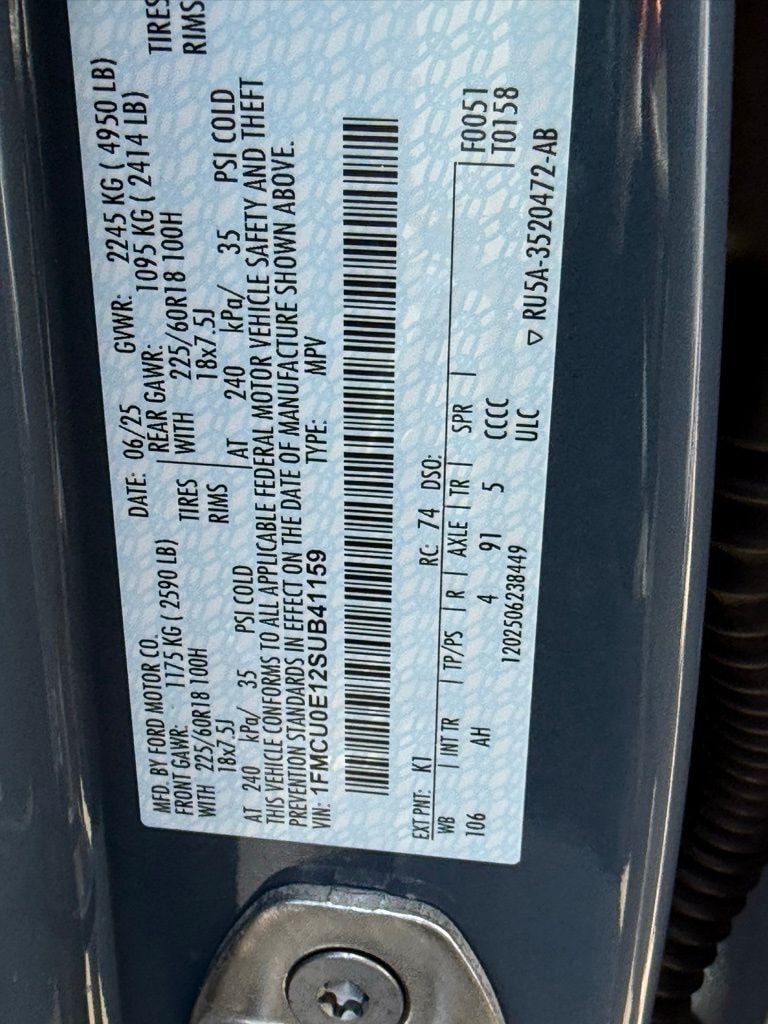 MFD. BY FORD MOTOR CO. DATE: 06/25 GVWR: 2245 KG ( 4950 LB)
FRONT GAWR: 1175 KG ( 2590 LB) REAR GAWR: 1095 KG ( 2414 LB)
WITH 225/60R18 100H TIRES WITH 225/60R18 100H TIRES
18x7.5J RIMS 18x7.5J RIMS
AT 240 kPa/ 35 PSI COLD AT 240 kPa/ 35 PSI COLD
THIS VEHICLE CONFORMS TO ALL APPLICABLE FEDERAL MOTOR VEHICLE SAFETY AND THEFT
PREVENTION STANDARDS IN EFFECT ON THE DATE OF MANUFACTURE SHOWN ABOVE.
VIN: 1FMCU0E12SUB41159 TYPE: MPV
EXT PNT: K1 RC: 74 DSO: F0051
WB | INT TR | TP/PS | R | AXLE | TR | SPR | T0158
106 AH 4 91 5 CCCC
1202506238449 ULC ▽ RU5A-3520472-AB